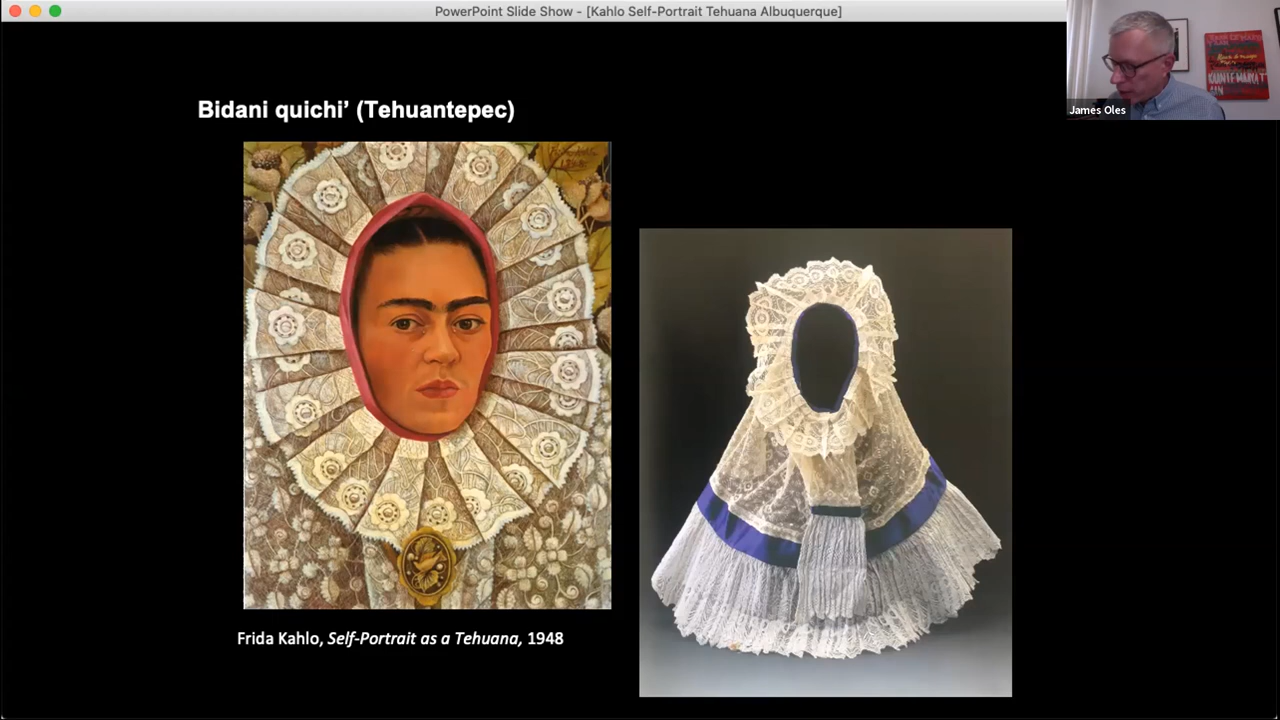 PowerPoint Slide Show - [Kahlo Self-Portrait Tehuana Albuquerque]
James Oles
Bidani quichi’ (Tehuantepec)
Frida Kahlo, Self-Portrait as a Tehuana, 1948